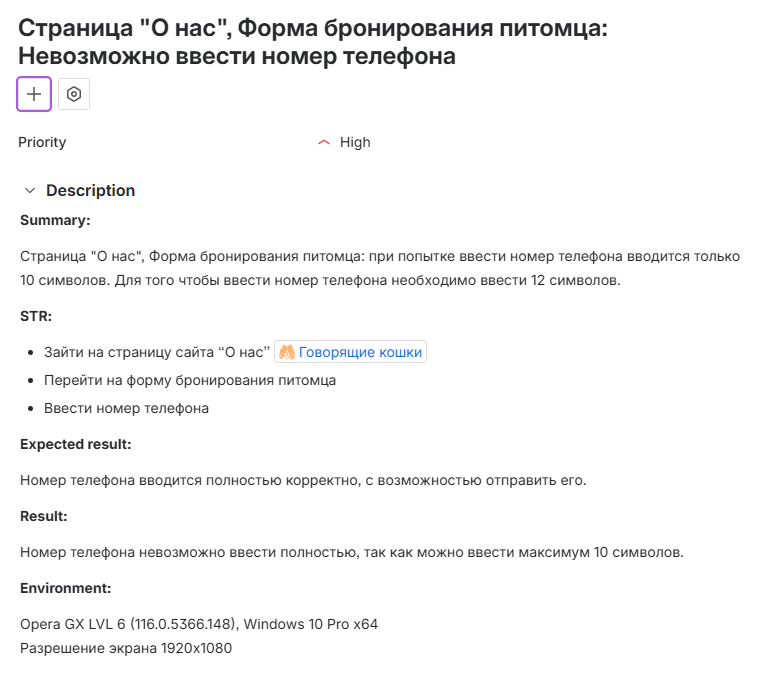 Страница "О нас", Форма бронирования питомца:
Невозможно ввести номер телефона
Priority
High
Description
Summary:
Страница "О нас", Форма бронирования питомца: при попытке ввести номер телефона вводится только
10 символов. Для того чтобы ввести номер телефона необходимо ввести 12 символов.
STR:
Зайти на страницу сайта “О нас” Говорящие кошки
Перейти на форму бронирования питомца
Ввести номер телефона
Expected result:
Номер телефона вводится полностью корректно, с возможностью отправить его.
Result:
Номер телефона невозможно ввести полностью, так как можно ввести максимум 10 символов.
Environment:
Opera GX LVL 6 (116.0.5366.148), Windows 10 Pro x64
Разрешение экрана 1920x1080